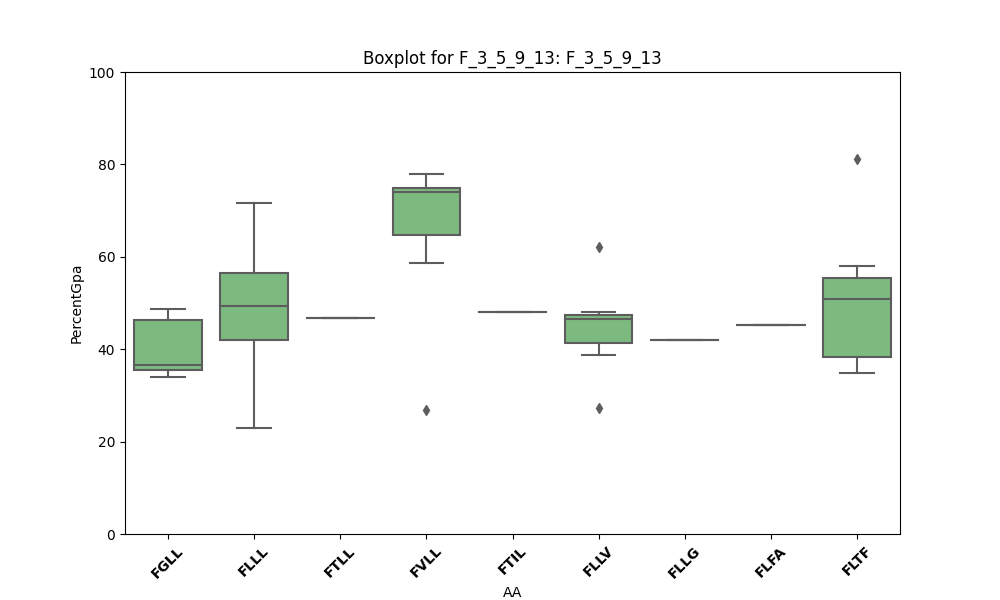 Boxplot for F_3_5_9_13: F_3_5_9_13
100
80
60
40
20
0
PercentGpa
FGLL FLLL FTLL FVLL FTIL FLLV FLLG FLFA FLTF
AA